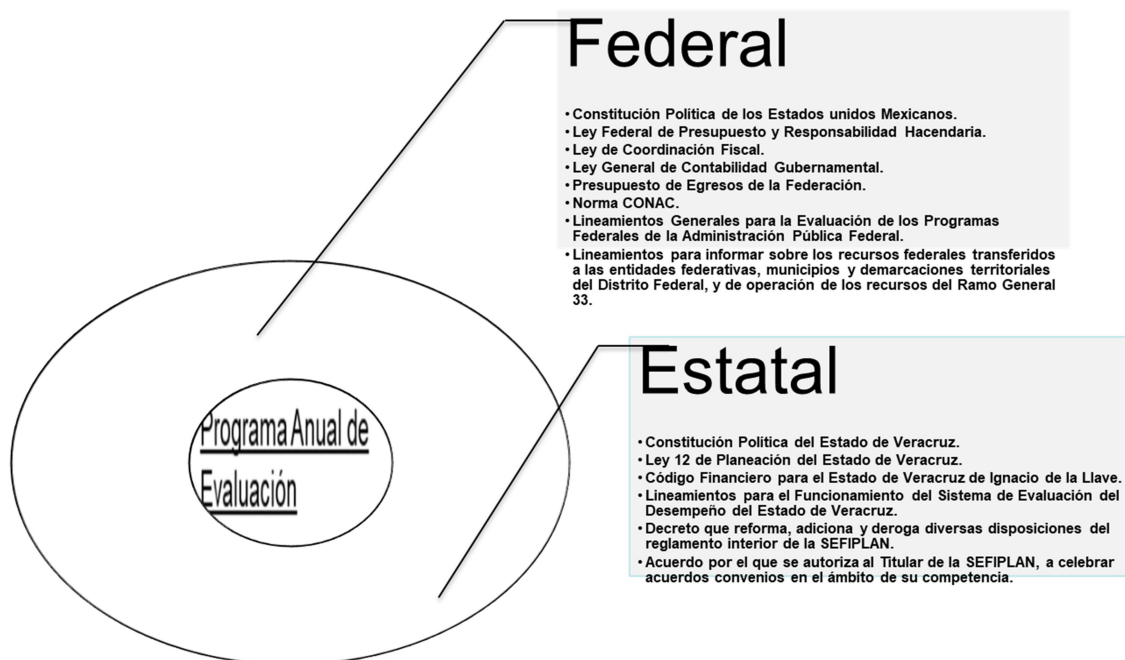 Federal
• Constitución Política de los Estados unidos Mexicanos.
• Ley Federal de Presupuesto y Responsabilidad Hacendaria.
• Ley de Coordinación Fiscal.
• Ley General de Contabilidad Gubernamental.
• Presupuesto de Egresos de la Federación.
• Norma CONAC.
• Lineamientos Generales para la Evaluación de los Programas
Federales de la Administración Pública Federal.
• Lineamientos para informar sobre los recursos federales transferidos
a las entidades federativas, municipios y demarcaciones territoriales
del Distrito Federal, y de operación de los recursos del Ramo General
33.
Programa Anual de
Evaluación
Estatal
• Constitución Política del Estado de Veracruz.
• Ley 12 de Planeación del Estado de Veracruz.
• Código Financiero para el Estado de Veracruz de Ignacio de la Llave.
• Lineamientos para el Funcionamiento del Sistema de Evaluación del
Desempeño del Estado de Veracruz.
• Decreto que reforma, adiciona y deroga diversas disposiciones del
reglamento interior de la SEFIPLAN.
• Acuerdo por el que se autoriza al Titular de la SEFIPLAN, a celebrar
acuerdos convenios en el ámbito de su competencia.